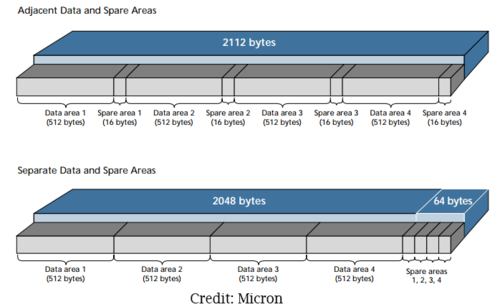 Adjacent Data and Spare Areas
2112 bytes
Data area 1 Spare area 1 Data area 2 Spare area 2 Data area 3 Spare area 3 Data area 4 Spare area 4
(512 bytes) (16 bytes) (512 bytes) (16 bytes) (512 bytes) (16 bytes) (512 bytes) (16 bytes)
Separate Data and Spare Areas
2048 bytes 64 bytes
Data area 1 Data area 2 Data area 3 Data area 4 Spare areas
(512 bytes) (512 bytes) (512 bytes) (512 bytes) 1, 2, 3, 4
Credit: Micron